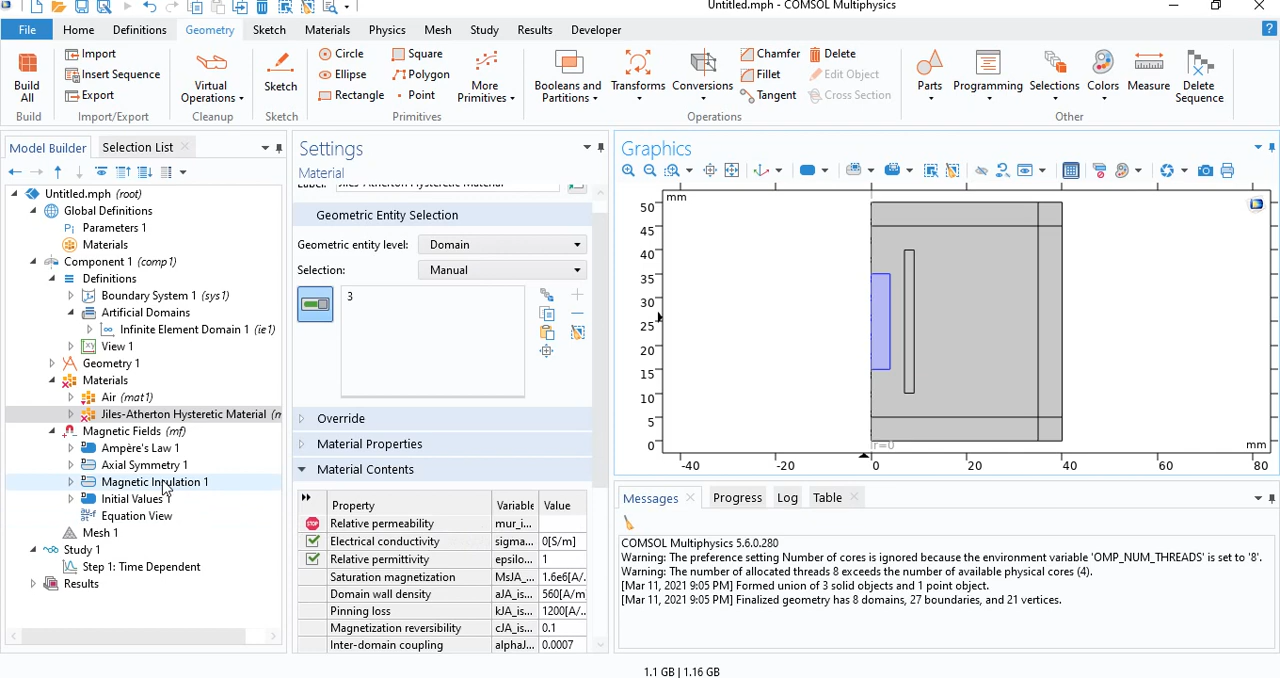 Untitled.mph - COMSOL Multiphysics
File
Home
Definitions
Geometry
Sketch
Materials
Physics
Mesh
Study
Results
Developer
Build All
Build
Import
Insert Sequence
Export
Import/Export
Virtual Operations
Cleanup
Sketch
Sketch
Circle
Ellipse
Rectangle
Square
Polygon
Point
More Primitives
Primitives
Booleans and Partitions
Transforms
Conversions
Chamfer
Fillet
Tangent
Delete
Edit Object
Cross Section
Operations
Parts
Programming
Selections
Colors
Measure
Delete Sequence
Other
Model Builder
Selection List
Untitled.mph (root)
Global Definitions
Parameters 1
Materials
Component 1 (comp1)
Definitions
Boundary System 1 (sys1)
Artificial Domains
Infinite Element Domain 1 (ie1)
View 1
Geometry 1
Materials
Air (mat1)
Jiles-Atherton Hysteretic Material (m
Magnetic Fields (mf)
Ampère's Law 1
Axial Symmetry 1
Magnetic Insulation 1
Initial Values 1
Equation View
Mesh 1
Study 1
Step 1: Time Dependent
Results
Settings
Material
Label: Jiles-Atherton Hysteretic Material
Geometric Entity Selection
Geometric entity level: Domain
Selection: Manual
3
Override
Material Properties
Material Contents
Property Variable Value
Relative permeability mur_i...
Electrical conductivity sigma... 0[S/m]
Relative permittivity epsilo... 1
Saturation magnetization MsJA_... 1.6e6[A/...
Domain wall density aJA_is... 560[A/m
Pinning loss kJA_is... 1200[A/...
Magnetization reversibility cJA_is... 0.1
Inter-domain coupling alphaJ... 0.0007
Graphics
mm
50
45
40
35
30
25
20
15
10
5
0
r=0
mm
-40 -20 0 20 40 60 80
Messages
Progress
Log
Table
COMSOL Multiphysics 5.6.0.280
Warning: The preference setting Number of cores is ignored because the environment variable 'OMP_NUM_THREADS' is set to '8'.
Warning: The number of allocated threads 8 exceeds the number of available physical cores (4).
[Mar 11, 2021 9:05 PM] Formed union of 3 solid objects and 1 point object.
[Mar 11, 2021 9:05 PM] Finalized geometry has 8 domains, 27 boundaries, and 21 vertices.
1.1 GB | 1.16 GB